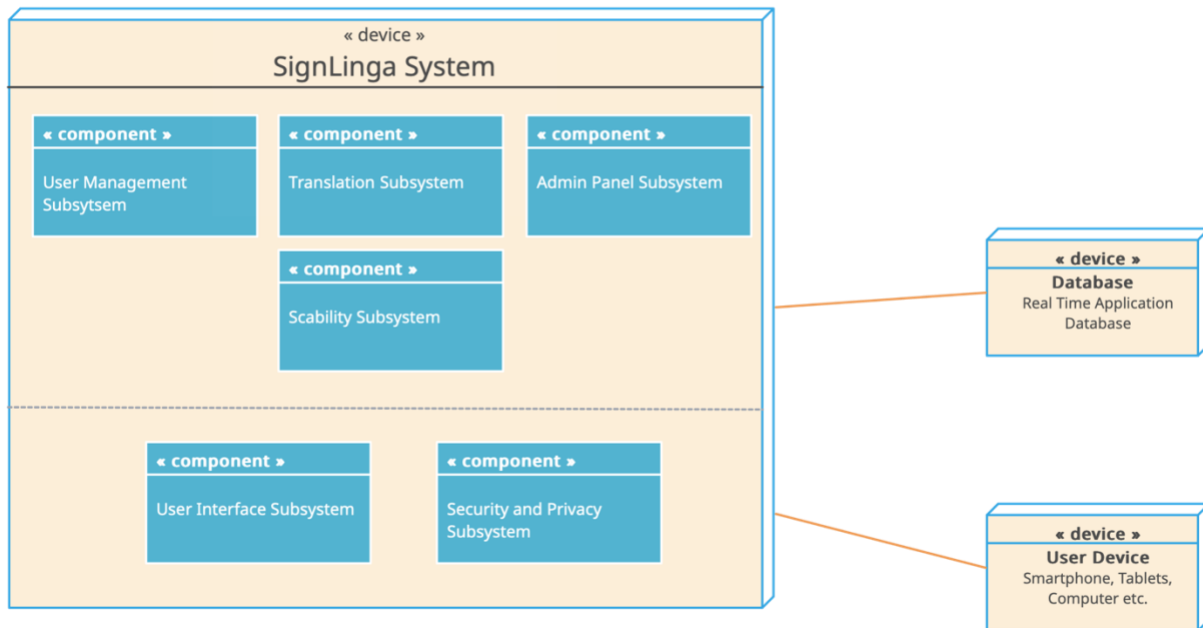 « device »
SignLinga System
« component »
User Management
Subsytsem
« component »
Translation Subsystem
« component »
Admin Panel Subsystem
« component »
Scability Subsystem
« component »
User Interface Subsystem
« component »
Security and Privacy
Subsystem
« device »
Database
Real Time Application
Database
« device »
User Device
Smartphone, Tablets,
Computer etc.